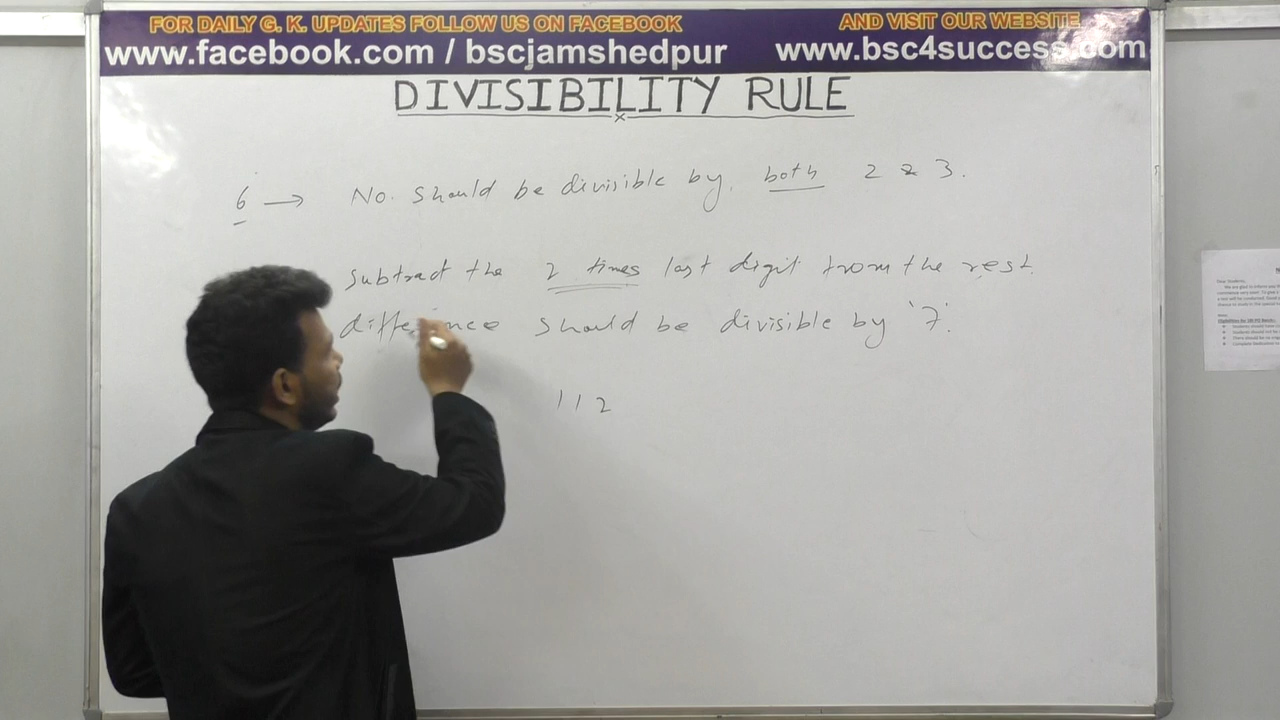 FOR DAILY G. K. UPDATES FOLLOW US ON FACEBOOK
AND VISIT OUR WEBSITE
www.facebook.com / bscjamshedpur
www.bsc4success.com
DIVISIBILITY RULE
6 → No. should be divisible by both 2 & 3.
Subtract the 2 times last digit from the rest.
difference should be divisible by '7'.
112